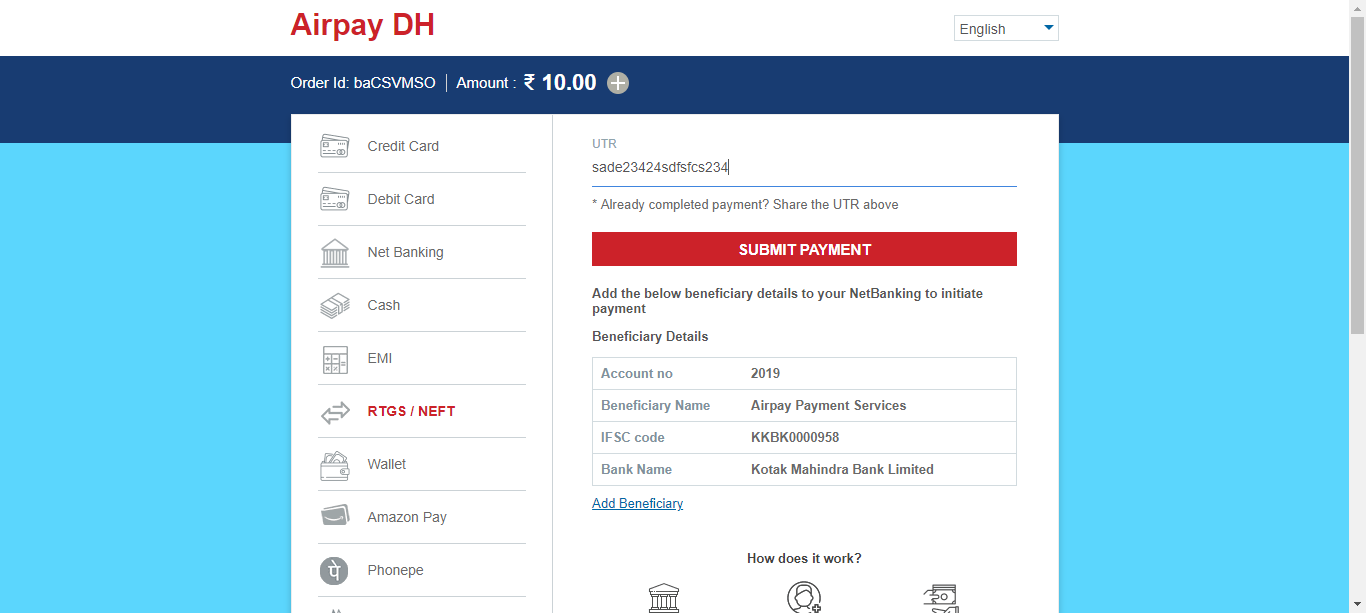 Airpay DH
English
Order Id: baCSVMSO | Amount : ₹ 10.00
Credit Card
Debit Card
Net Banking
Cash
EMI
RTGS / NEFT
Wallet
Amazon Pay
Phonepe
UTR
sade23424sdfsfcs234
* Already completed payment? Share the UTR above
SUBMIT PAYMENT
Add the below beneficiary details to your NetBanking to initiate
payment
Beneficiary Details
Account no 2019
Beneficiary Name Airpay Payment Services
IFSC code KKBK0000958
Bank Name Kotak Mahindra Bank Limited
Add Beneficiary
How does it work?